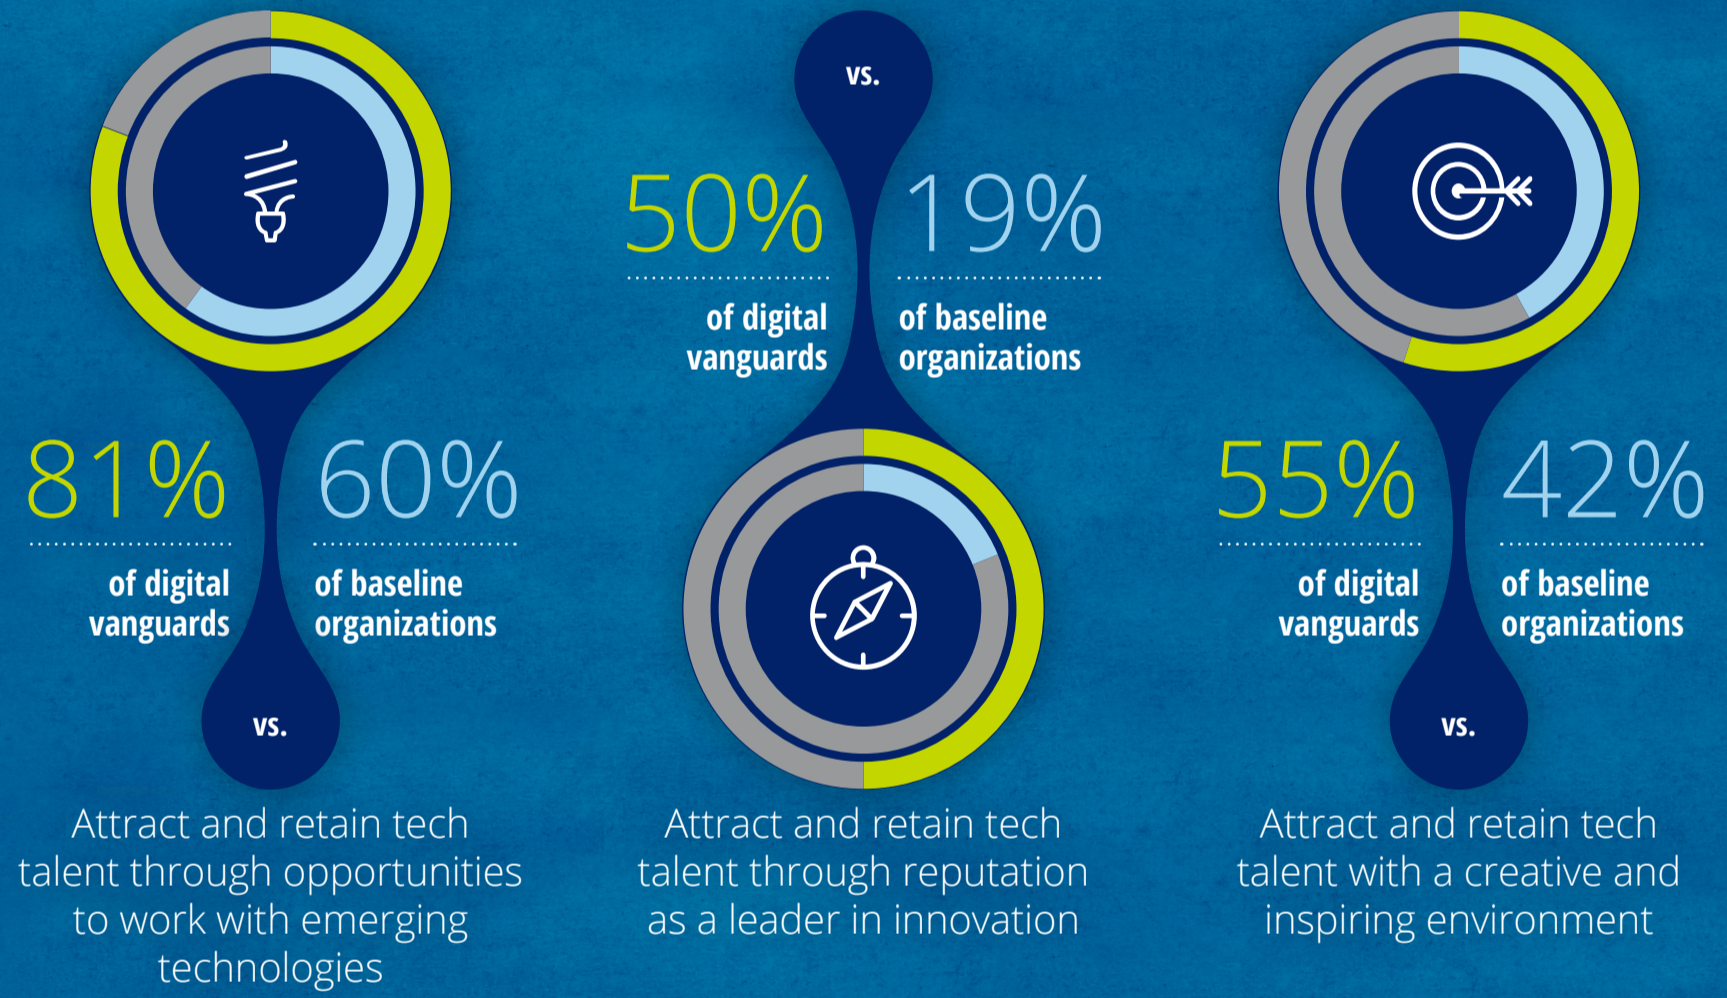 81%
of digital
vanguards
60%
of baseline
organizations
vs.
Attract and retain tech
talent through opportunities
to work with emerging
technologies
vs.
50%
of digital
vanguards
19%
of baseline
organizations
Attract and retain tech
talent through reputation
as a leader in innovation
55%
of digital
vanguards
42%
of baseline
organizations
vs.
Attract and retain tech
talent with a creative and
inspiring environment